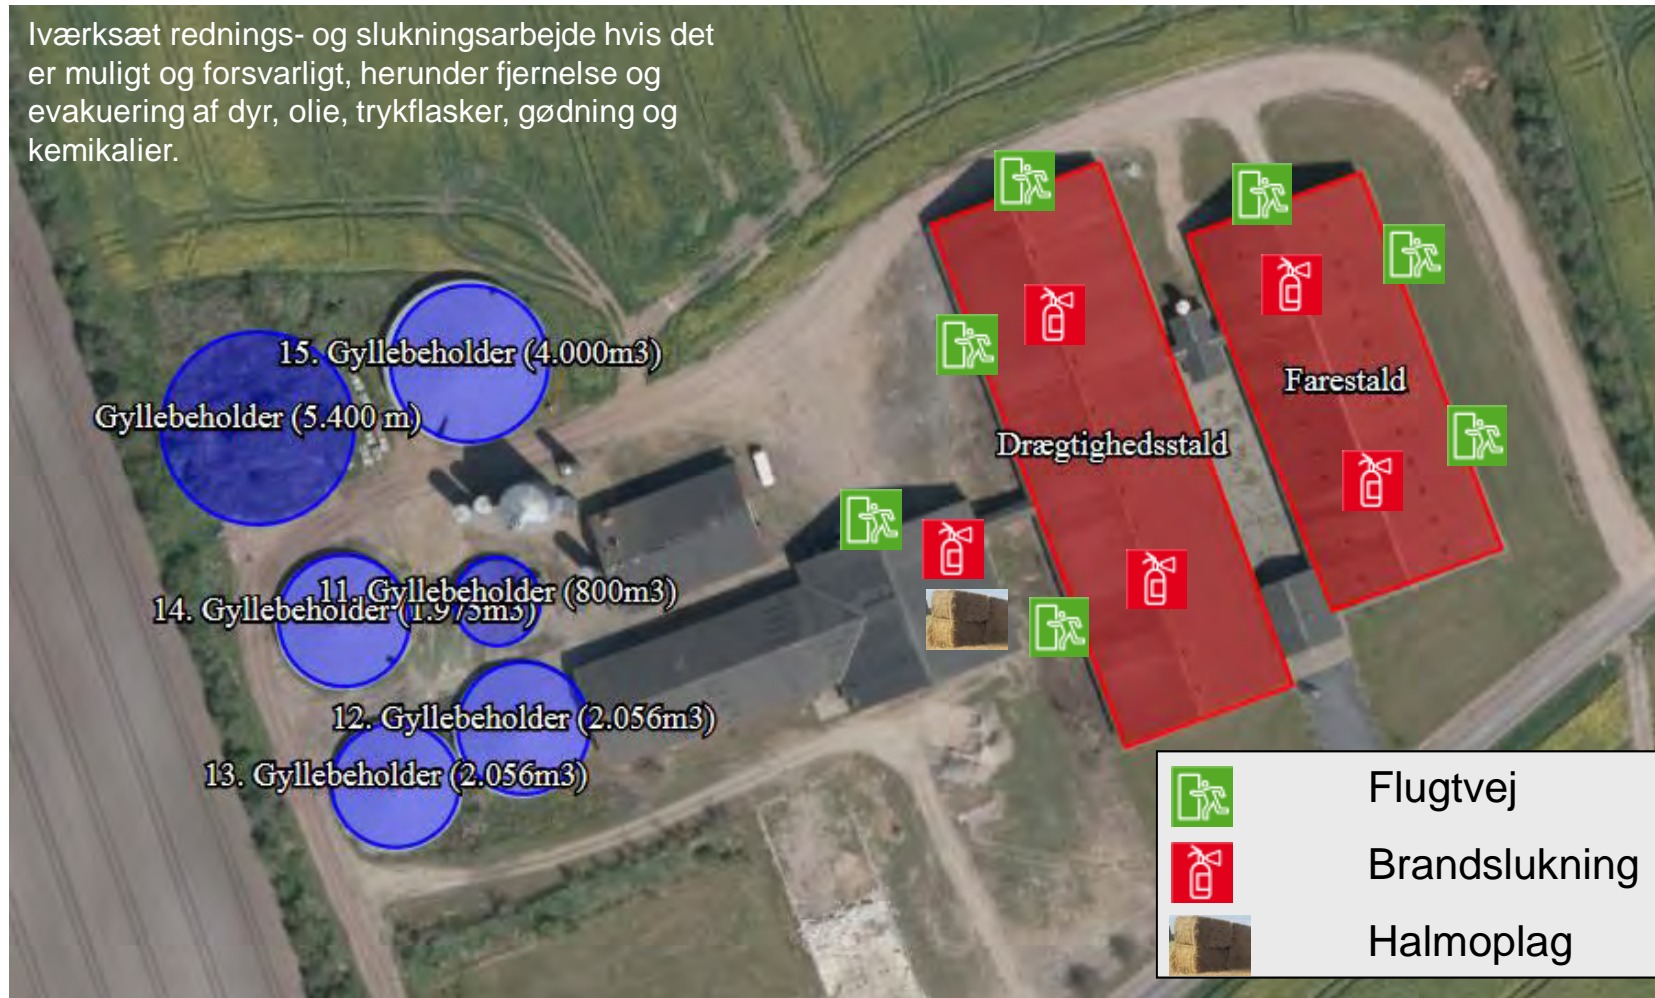 Iværksæt rednings- og slukningsarbejde hvis det
er muligt og forsvarligt, herunder fjernelse og
evakuering af dyr, olie, trykflasker, gødning og
kemikalier.
15. Gyllebeholder (4.000m3)
Gyllebeholder (5.400 m)
Farestald
Drægtighedsstald
11. Gyllebeholder (800m3)
14. Gyllebeholder (1.975m3)
12. Gyllebeholder (2.056m3)
13. Gyllebeholder (2.056m3)
Flugtvej
Brandslukning
Halmoplag